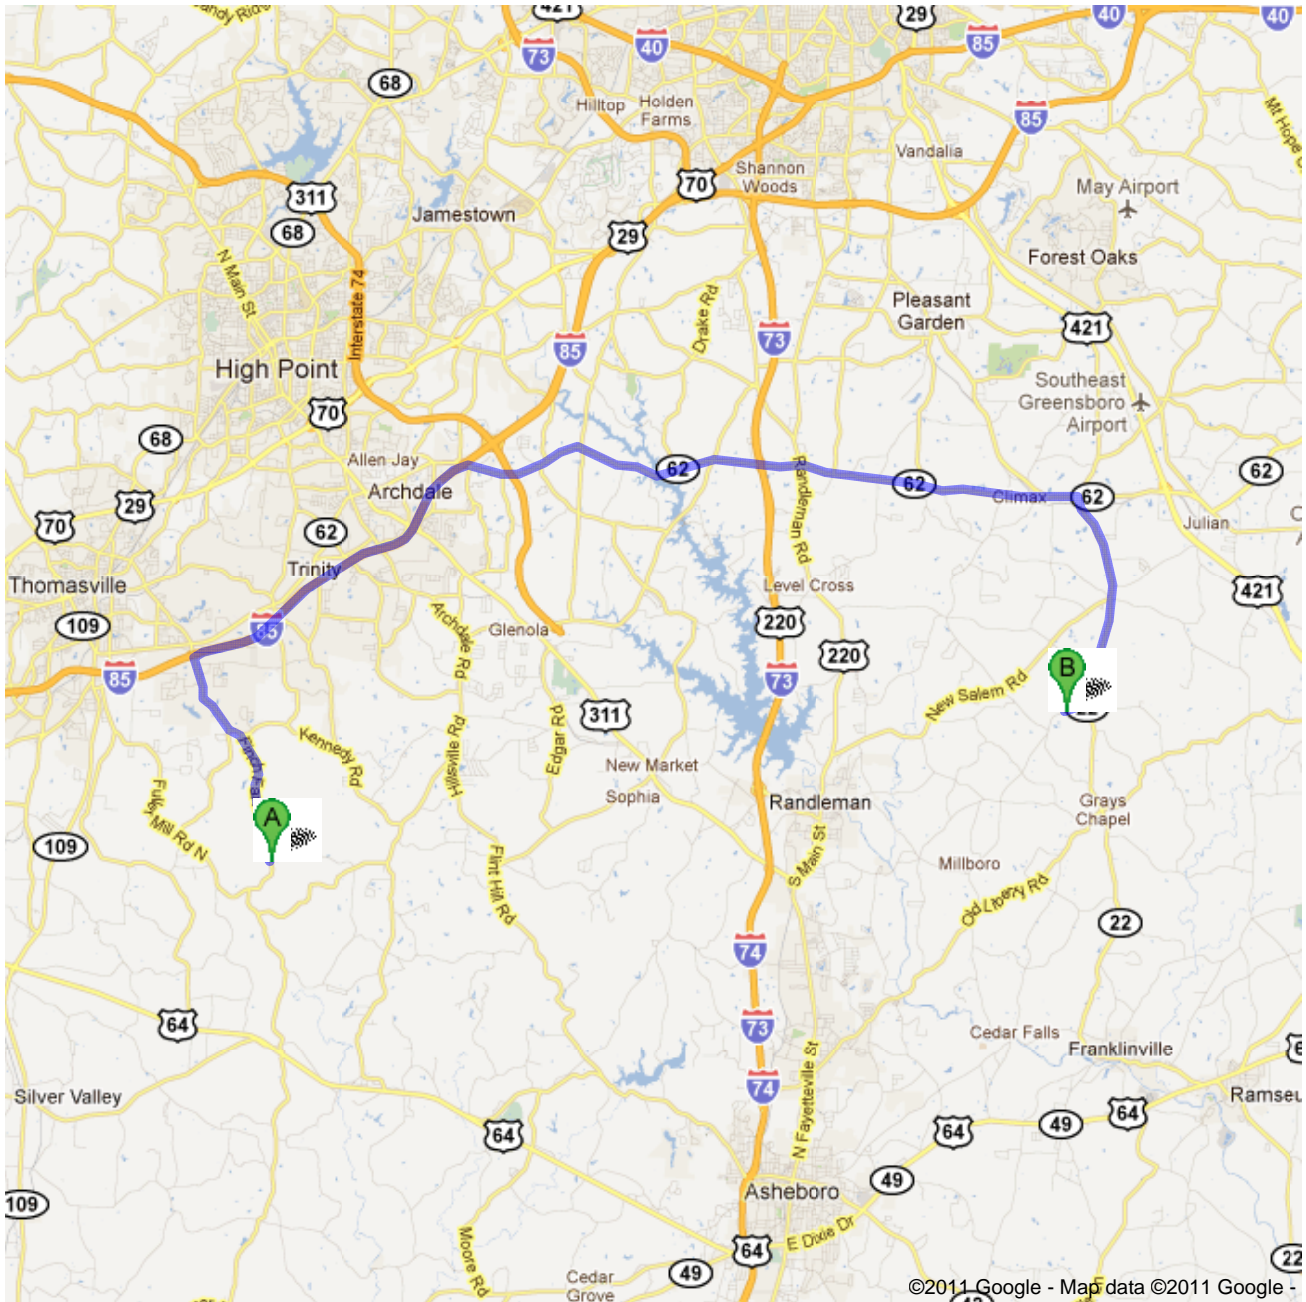 421
29
40
40
73
40
85
68
Hilltop
Holden
Farms
85
Vandalia
Shannon
Woods
70
May Airport
311
Jamestown
68
29
N Main St
Forest Oaks
Interstate 74
Drake Rd
Pleasant
Garden
421
73
85
High Point
70
Southeast
Greensboro
Airport
68
Allen Jay
62
62
Randleman Rd
62
Archdale
29
Climax
62
70
62
Julian
Trinity
Thomasville
Level Cross
421
109
85
Archdale Rd
Glenola
220
220
85
73
B
New Salem Rd
311
Edgar Rd
Hillsville Rd
Kennedy Rd
New Market
Sophia
Randleman
Grays
Chapel
A
Fuller Mill Rd N
109
S Main St
Millboro
Flint Hill Rd
Old Liberty Rd
22
74
64
73
Cedar Falls
Franklinville
N Fayetteville St
74
Silver Valley
64
49
64
64
109
49
Asheboro
E Dixie Dr
64
Moore Rd
49
22
Cedar
Grove
©2011 Google - Map data ©2011 Google -